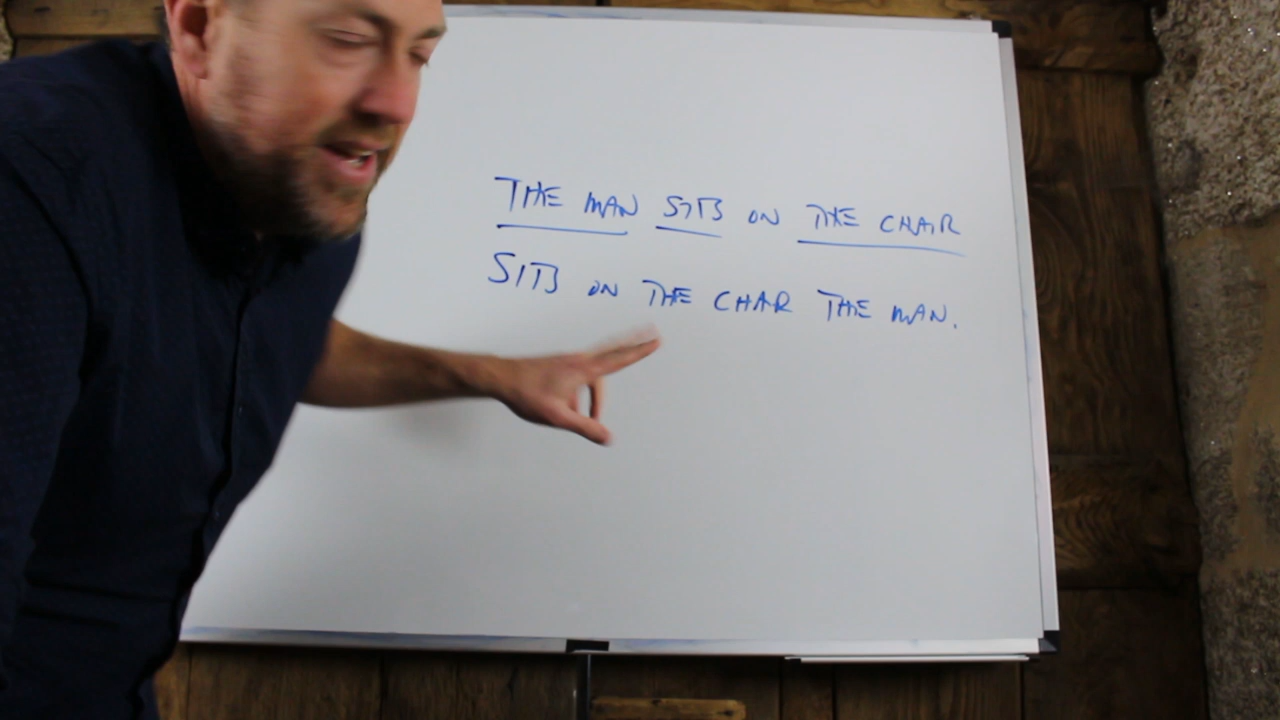 THE MAN SITS ON THE CHAIR
SITS ON THE CHAIR THE MAN.